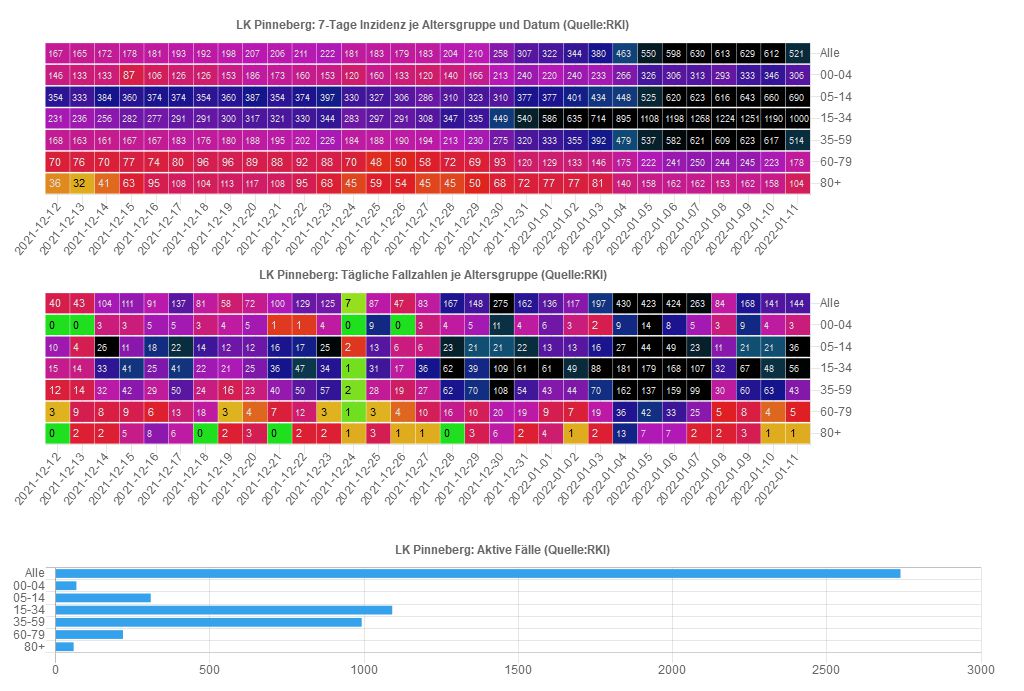 LK Pinneberg: 7-Tage Inzidenz je Altersgruppe und Datum (Quelle:RKI)
167 165 172 178 181 193 192 198 207 206 211 222 181 183 179 183 204 210 258 307 322 344 380 463 550 598 630 613 629 612 521 Alle
146 133 133 87 106 126 126 153 186 173 160 153 120 160 133 120 140 166 213 240 220 240 233 266 326 306 313 293 333 346 306 00-04
354 333 384 360 374 374 354 360 387 354 374 397 330 327 306 286 310 323 310 377 377 401 434 448 525 620 623 616 643 660 690 05-14
231 236 256 282 277 291 291 300 317 321 330 344 283 297 291 308 347 335 449 540 586 635 714 895 1108 1198 1268 1224 1251 1190 1000 15-34
168 163 161 167 167 183 176 180 188 195 202 226 184 188 190 194 213 230 275 320 333 355 392 479 537 582 621 609 623 617 514 35-59
70 76 70 77 74 80 96 96 89 88 92 88 70 48 50 58 72 69 93 120 129 133 146 175 222 241 250 244 245 223 178 60-79
36 32 41 63 95 108 104 113 117 108 95 68 45 59 54 45 45 50 68 72 77 77 81 140 158 162 162 153 162 158 104 80+
2021-12-12 2021-12-13 2021-12-14 2021-12-15 2021-12-16 2021-12-17 2021-12-18 2021-12-19 2021-12-20 2021-12-21 2021-12-22 2021-12-23 2021-12-24 2021-12-25 2021-12-26 2021-12-27 2021-12-28 2021-12-29 2021-12-30 2021-12-31 2022-01-01 2022-01-02 2022-01-03 2022-01-04 2022-01-05 2022-01-06 2022-01-07 2022-01-08 2022-01-09 2022-01-10 2022-01-11
LK Pinneberg: Tägliche Fallzahlen je Altersgruppe (Quelle:RKI)
40 43 104 111 91 137 81 58 72 100 129 125 7 87 47 83 167 148 275 162 136 117 197 430 423 424 263 84 168 141 144 Alle
0 0 3 3 5 5 3 4 5 1 1 4 0 9 0 3 4 5 11 4 6 3 2 9 14 8 5 3 9 4 3 00-04
10 4 26 11 18 22 14 12 12 16 17 25 2 13 6 6 23 21 21 22 13 13 16 27 44 49 23 11 21 21 36 05-14
15 14 33 41 25 41 22 21 25 36 47 34 1 31 17 36 62 39 109 61 61 49 88 181 179 168 107 32 67 48 56 15-34
12 14 32 42 29 50 24 16 23 40 50 57 2 28 19 27 62 70 108 54 43 44 70 162 137 159 99 30 60 63 43 35-59
3 9 8 9 6 13 18 3 4 7 12 3 1 3 4 10 16 10 20 19 9 7 19 36 42 33 25 5 8 4 5 60-79
0 2 2 5 8 6 0 2 3 0 2 2 1 3 1 1 0 3 6 2 4 1 2 13 7 7 2 2 3 1 1 80+
2021-12-12 2021-12-13 2021-12-14 2021-12-15 2021-12-16 2021-12-17 2021-12-18 2021-12-19 2021-12-20 2021-12-21 2021-12-22 2021-12-23 2021-12-24 2021-12-25 2021-12-26 2021-12-27 2021-12-28 2021-12-29 2021-12-30 2021-12-31 2022-01-01 2022-01-02 2022-01-03 2022-01-04 2022-01-05 2022-01-06 2022-01-07 2022-01-08 2022-01-09 2022-01-10 2022-01-11
LK Pinneberg: Aktive Fälle (Quelle:RKI)
Alle
00-04
05-14
15-34
35-59
60-79
80+
0 500 1000 1500 2000 2500 3000